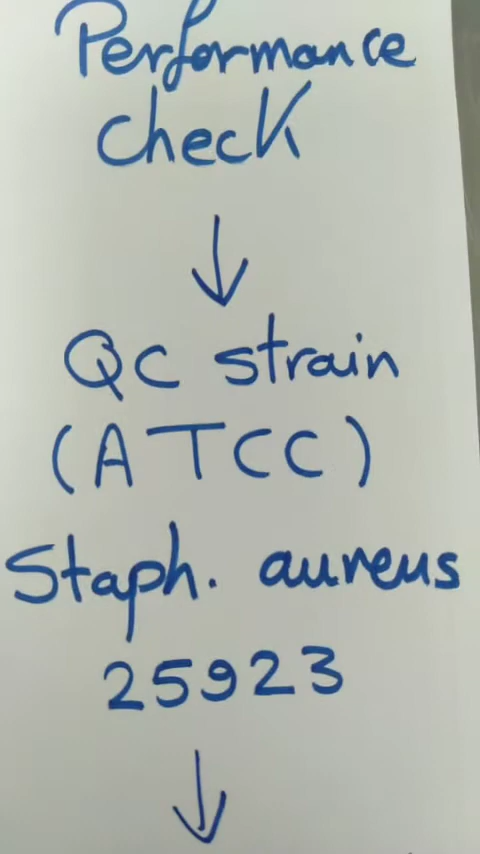 Performance
check
↓
QC strain
(ATCC)
Staph. aureus
25923
↓